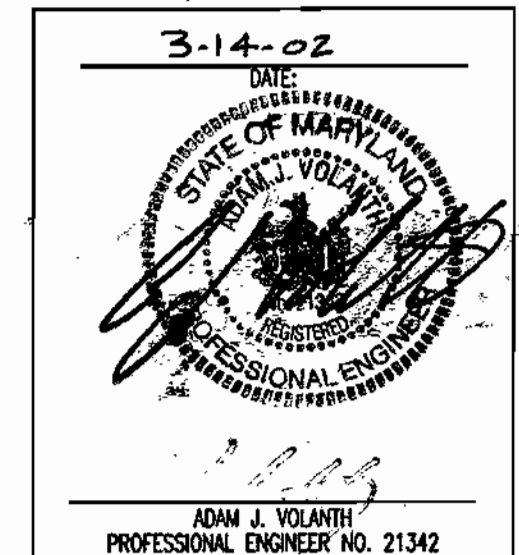 3-14-02
DATE:
STATE OF MARYLAND
ADAM J. VOLANTH
REGISTERED
PROFESSIONAL ENGINEER
ADAM J. VOLANTH
PROFESSIONAL ENGINEER NO. 21342